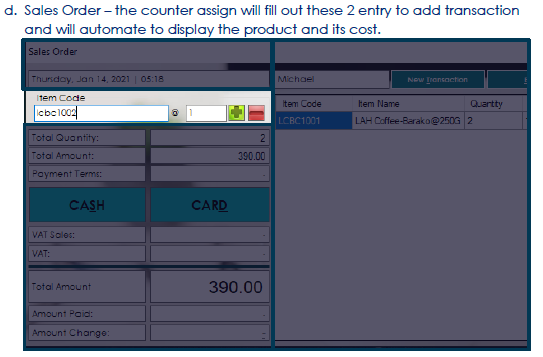 d. Sales Order – the counter assign will fill out these 2 entry to add transaction
and will automate to display the product and its cost.
Sales Order
Thursday, Jan 14, 2021 05:18
Michael
New Transaction
Item Code
lcbc1002
@ 1
Item Code Item Name Quantity
LCBC1001 LAH Coffee-Barako@250G 2
Total Quantity: 2
Total Amount: 390.00
Payment Terms: -
CASH CARD
VAT Sales: -
VAT: -
Total Amount 390.00
Amount Paid: -
Amount Change: -